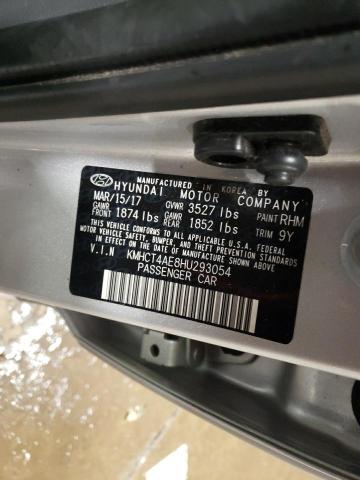 MANUFACTURED IN KOREA BY
HYUNDAI MOTOR COMPANY
MAR/15/17 GVWR 3527 lbs PAINT RHM
GAWR FRONT 1874 lbs GAWR REAR 1852 lbs TRIM 9Y
THIS VEHICLE CONFORMS TO ALL APPLICABLE U.S. FEDERAL
MOTOR VEHICLE SAFETY, BUMPER, AND THEFT PREVENTION
STANDARDS IN EFFECT ON THE DATE OF MANUFACTURE SHOWN ABOVE.
V.I.N KMHCT4AE8HU293054
PASSENGER CAR